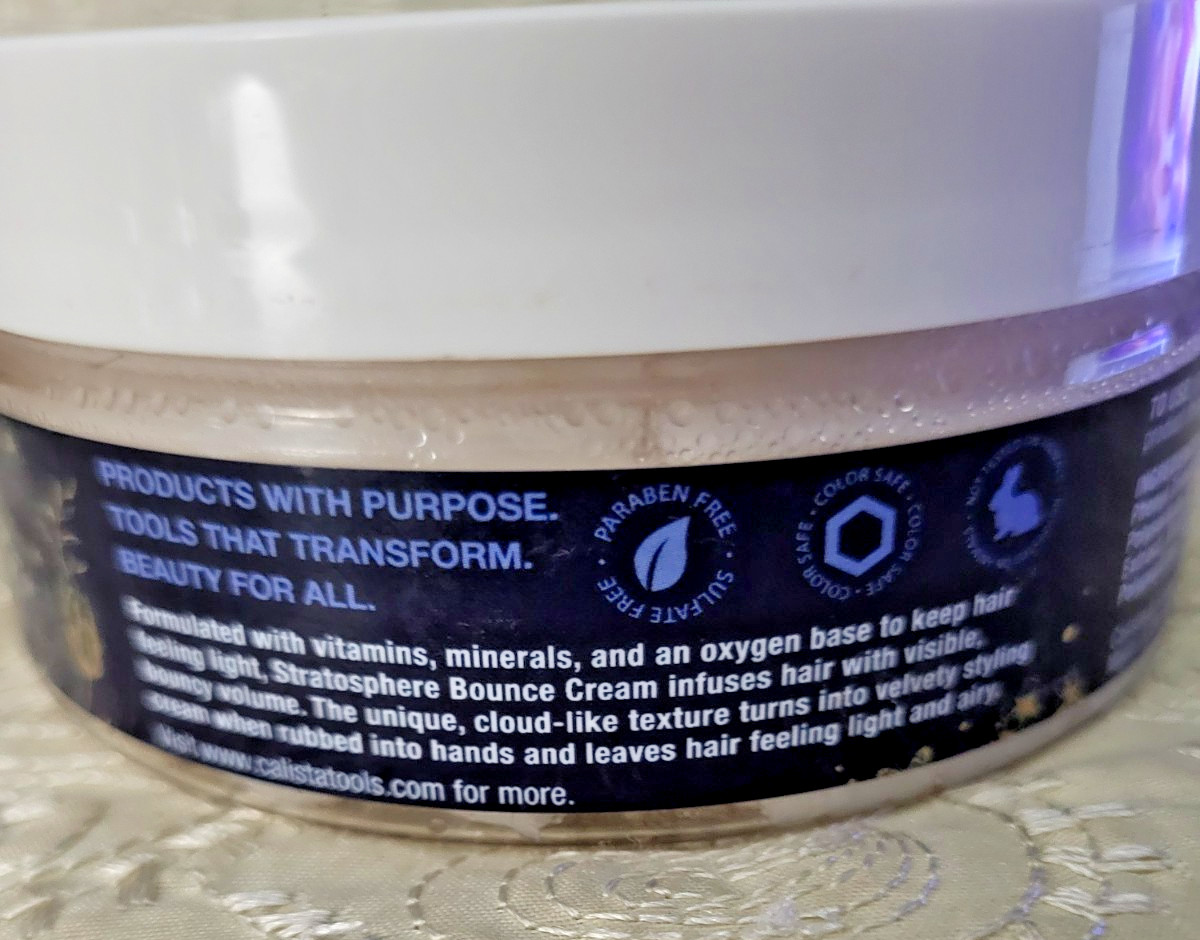 PRODUCTS WITH PURPOSE.
TOOLS THAT TRANSFORM.
BEAUTY FOR ALL.
PARABEN FREE • SULFATE FREE •
COLOR SAFE • COLOR SAFE • COLOR SAFE •
Formulated with vitamins, minerals, and an oxygen base to keep hair
feeling light, Stratosphere Bounce Cream infuses hair with visible,
bouncy volume. The unique, cloud-like texture turns into velvety styling
cream when rubbed into hands and leaves hair feeling light and airy.
Visit www.calistatools.com for more.